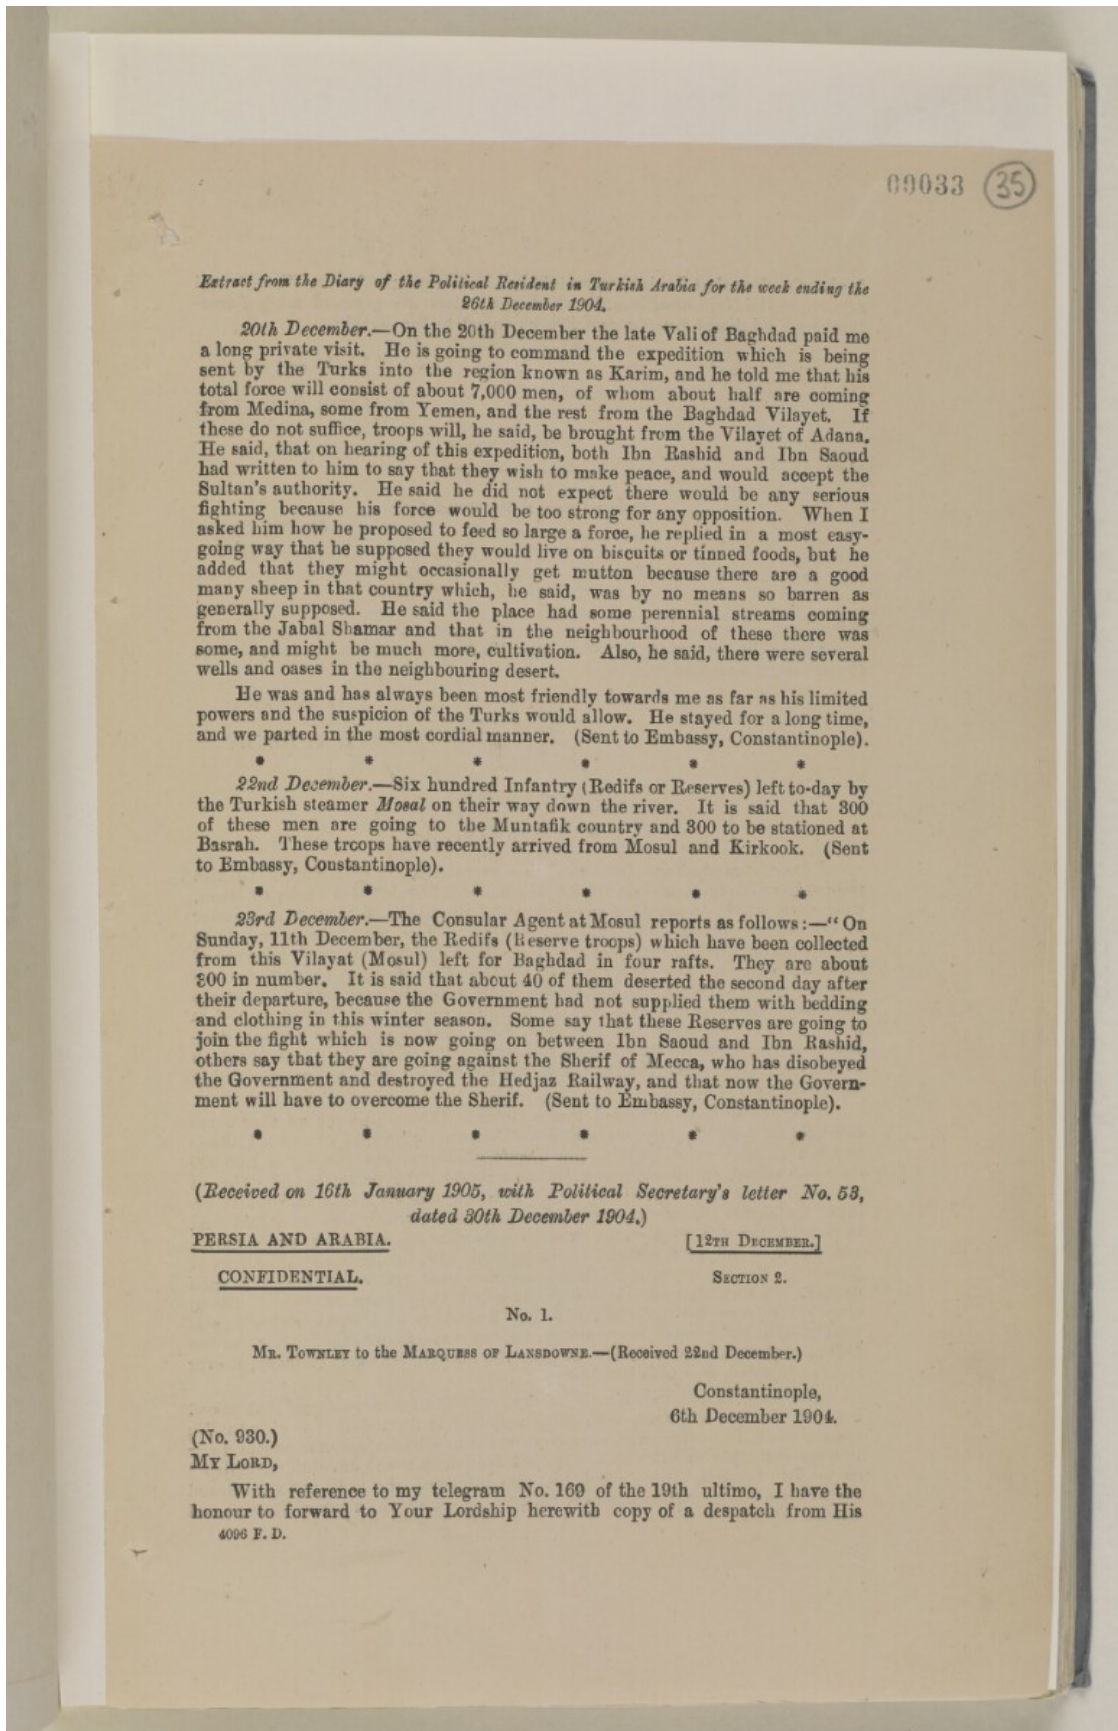 00033 35
Extract from the Diary of the Political Resident in Turkish Arabia for the week ending the
26th December 1904.
20th December.—On the 20th December the late Vali of Baghdad paid me
a long private visit. He is going to command the expedition which is being
sent by the Turks into the region known as Karim, and he told me that his
total force will consist of about 7,000 men, of whom about half are coming
from Medina, some from Yemen, and the rest from the Baghdad Vilayet. If
these do not suffice, troops will, he said, be brought from the Vilayet of Adana.
He said, that on hearing of this expedition, both Ibn Rashid and Ibn Saoud
had written to him to say that they wish to make peace, and would accept the
Sultan's authority. He said he did not expect there would be any serious
fighting because his force would be too strong for any opposition. When I
asked him how he proposed to feed so large a force, he replied in a most easy-
going way that he supposed they would live on biscuits or tinned foods, but he
added that they might occasionally get mutton because there are a good
many sheep in that country which, he said, was by no means so barren as
generally supposed. He said the place had some perennial streams coming
from the Jabal Shamar and that in the neighbourhood of these there was
some, and might be much more, cultivation. Also, he said, there were several
wells and oases in the neighbouring desert.
He was and has always been most friendly towards me as far as his limited
powers and the suspicion of the Turks would allow. He stayed for a long time,
and we parted in the most cordial manner. (Sent to Embassy, Constantinople).
* * * * * *
22nd December.—Six hundred Infantry (Redifs or Reserves) left to-day by
the Turkish steamer Mosal on their way down the river. It is said that 300
of these men are going to the Muntafik country and 300 to be stationed at
Basrah. These troops have recently arrived from Mosul and Kirkook. (Sent
to Embassy, Constantinople).
* * * * * *
23rd December.—The Consular Agent at Mosul reports as follows:—"On
Sunday, 11th December, the Redifs (Reserve troops) which have been collected
from this Vilayat (Mosul) left for Baghdad in four rafts. They are about
800 in number. It is said that about 40 of them deserted the second day after
their departure, because the Government had not supplied them with bedding
and clothing in this winter season. Some say that these Reserves are going to
join the fight which is now going on between Ibn Saoud and Ibn Rashid,
others say that they are going against the Sherif of Mecca, who has disobeyed
the Government and destroyed the Hedjaz Railway, and that now the Govern-
ment will have to overcome the Sherif. (Sent to Embassy, Constantinople).
* * * * * *
(Received on 16th January 1905, with Political Secretary's letter No. 53,
dated 30th December 1904.)
PERSIA AND ARABIA. [12TH DECEMBER.]
CONFIDENTIAL. SECTION 2.
No. 1.
MR. TOWNLEY to the MARQUESS OF LANSDOWNE.—(Received 22nd December.)
Constantinople,
6th December 1904.
(No. 930.)
MY LORD,
With reference to my telegram No. 169 of the 19th ultimo, I have the
honour to forward to Your Lordship herewith copy of a despatch from His
4096 F. D.